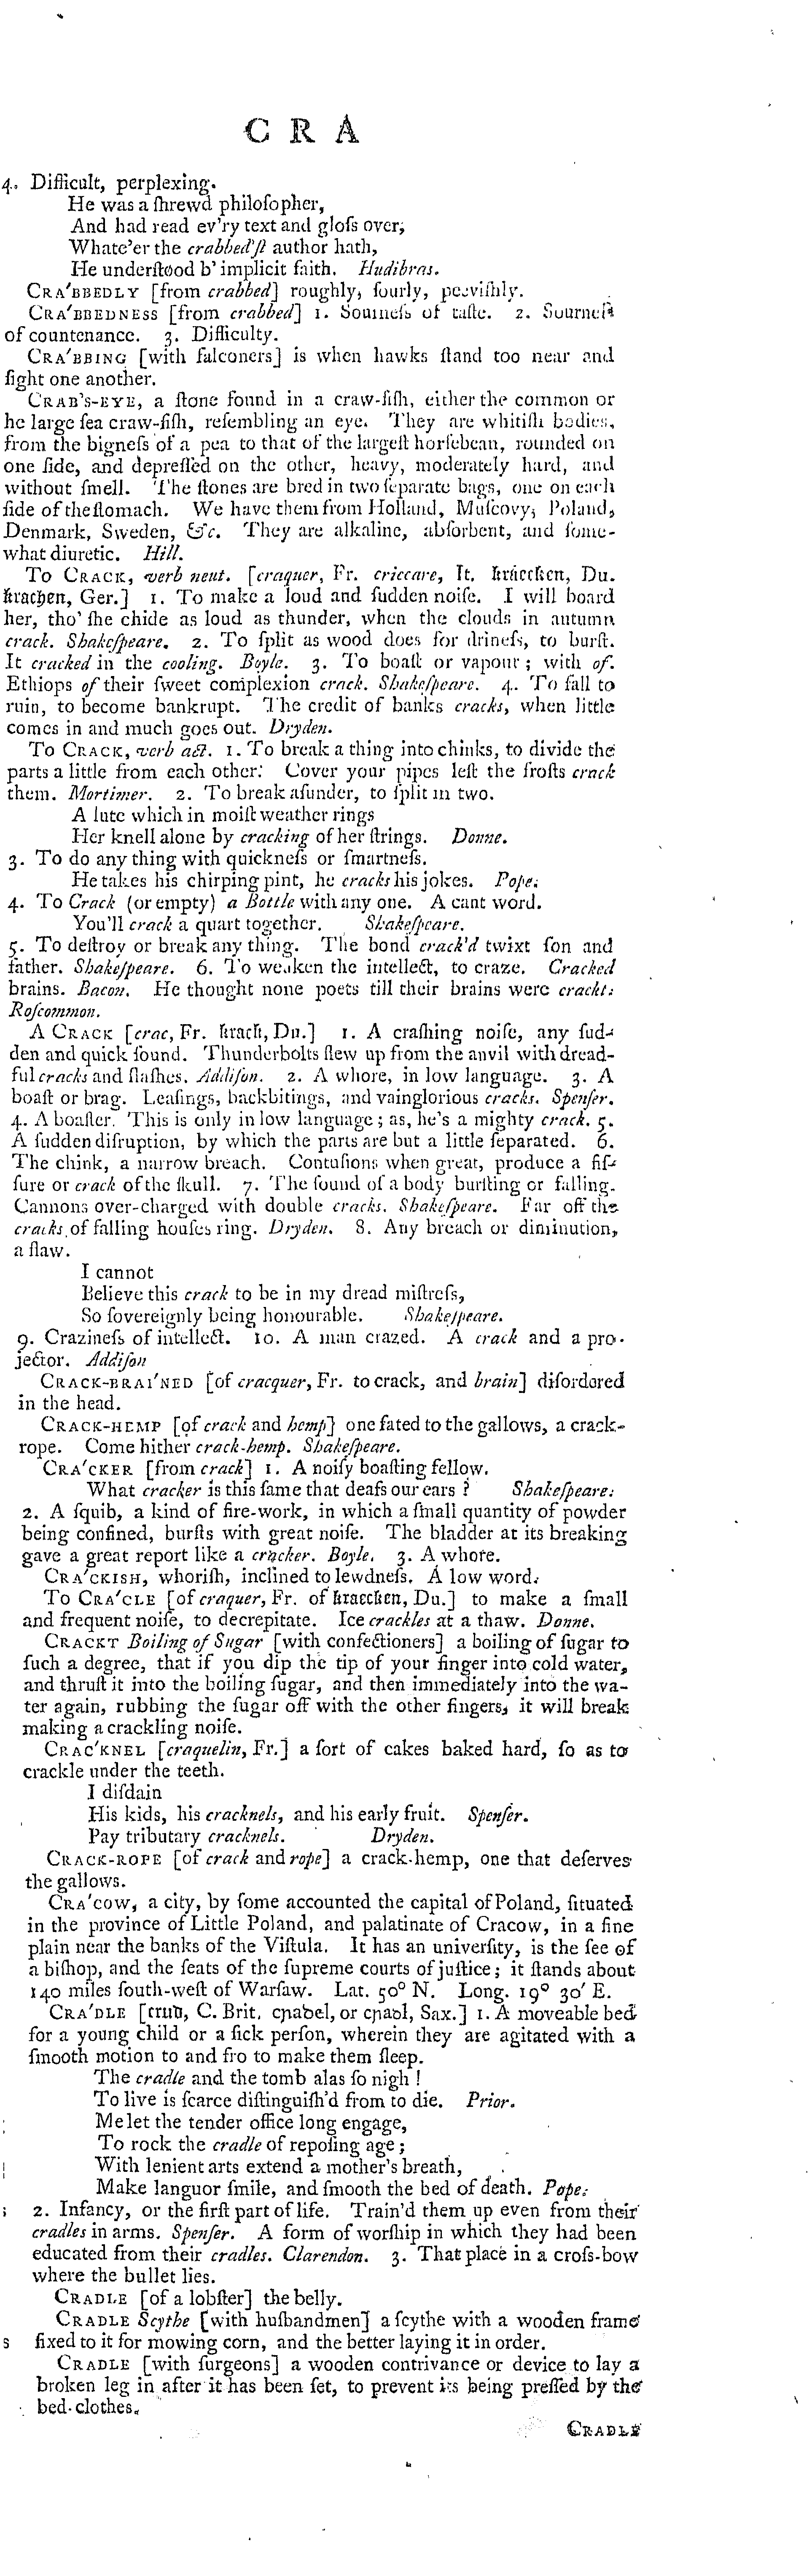 C R A
4. Difficult, perplexing.
He was a ſhrewd philoſopher,
And had read ev'ry text and gloſs over;
Whate'er the crabbed'ſt author hath,
He underſtood b' implicit faith. Hudibras.
CRA'BBEDLY [from crabbed] roughly, ſourly, peeviſhly.
CRA'BBEDNESS [from crabbed] 1. Sourneſs of taſte. 2. Sourneſs
of countenance. 3. Difficulty.
CRA'BBING [with falconers] is when hawks ſtand too near and
fight one another.
CRAB'S-EYE, a ſtone found in a craw-fiſh, either the common or
he large ſea craw-fiſh, reſembling an eye. They are whitiſh bodies,
from the bigneſs of a pea to that of the largeſt horſebean, rounded on
one ſide, and depreſſed on the other, heavy, moderately hard, and
without ſmell. The ſtones are bred in two ſeparate bags, one on each
ſide of the ſtomach. We have them from Holland, Muſcovy, Poland,
Denmark, Sweden, &c. They are alkaline, abſorbent, and ſome-
what diuretic. Hill.
To CRACK, verb neut. [craquer, Fr. criccare, It. kraecken, Du.
krachen, Ger.] 1. To make a loud and ſudden noiſe. I will board
her, tho' ſhe chide as loud as thunder, when the clouds in autumn
crack. Shakeſpeare. 2. To ſplit as wood does for drineſs, to burſt.
It cracked in the cooling. Boyle. 3. To boaſt or vapour; with of.
Ethiops of their ſweet complexion crack. Shakeſpeare. 4. To fall to
ruin, to become bankrupt. The credit of banks cracks, when little
comes in and much goes out. Dryden.
To CRACK, verb act. 1. To break a thing into chinks, to divide the
parts a little from each other. Cover your pipes leſt the froſts crack
them. Mortimer. 2. To break aſunder, to ſplit in two.
A lute which in moiſt weather rings
Her knell alone by cracking of her ſtrings. Donne.
3. To do any thing with quickneſs or ſmartneſs.
He takes his chirping pint, he cracks his jokes. Pope.
4. To Crack (or empty) a Bottle with any one. A cant word.
You'll crack a quart together. Shakeſpeare.
5. To deſtroy or break any thing. The bond crack'd twixt ſon and
father. Shakeſpeare. 6. To weaken the intellect, to craze. Cracked
brains. Bacon. He thought none poets till their brains were crackt.
Roſcommon.
A CRACK [crac, Fr. krack, Du.] 1. A craſhing noiſe, any ſud-
den and quick ſound. Thunderbolts flew up from the anvil with dread-
ful cracks and flaſhes. Addiſon. 2. A whore, in low language. 3. A
boaſt or brag. Leaſings, backbitings, and vainglorious cracks. Spenſer.
4. A boaſter. This is only in low language; as, he's a mighty crack. 5.
A ſudden diſruption, by which the parts are but a little ſeparated. 6.
The chink, a narrow breach. Contuſions when great, produce a fiſ-
ſure or crack of the ſkull. 7. The ſound of a body burſting or falling.
Cannons over-charged with double cracks. Shakeſpeare. Far off the
cracks of falling houſes ring. Dryden. 8. Any breach or diminution,
a flaw.
I cannot
Believe this crack to be in my dread miſtreſs,
So ſovereignly being honourable. Shakeſpeare.
9. Crazineſs of intellect. 10. A man crazed. A crack and a pro-
jector. Addiſon
CRACK-BRAI'NED [of cracquer, Fr. to crack, and brain] diſordored
in the head.
CRACK-HEMP [of crack and hemp] one fated to the gallows, a crack-
rope. Come hither crack-hemp. Shakeſpeare.
CRA'CKER [from crack] 1. A noiſy boaſting fellow.
What cracker is this ſame that deafs our ears? Shakeſpeare.
2. A ſquib, a kind of fire-work, in which a ſmall quantity of powder
being confined, burſts with great noiſe. The bladder at its breaking
gave a great report like a cracker. Boyle. 3. A whore.
CRA'CKISH, whoriſh, inclined to lewdneſs. A low word.
To CRA'CLE [of craquer, Fr. of kraecken, Du.] to make a ſmall
and frequent noiſe, to decrepitate. Ice crackles at a thaw. Donne.
CRACKT Boiling of Sugar [with confectioners] a boiling of ſugar to
ſuch a degree, that if you dip the tip of your finger into cold water,
and thruſt it into the boiling ſugar, and then immediately into the wa-
ter again, rubbing the ſugar off with the other fingers, it will break
making a crackling noiſe.
CRAC'KNEL [craquelin, Fr.] a ſort of cakes baked hard, ſo as to
crackle under the teeth.
I diſdain
His kids, his cracknels, and his early fruit. Spenſer.
Pay tributary cracknels. Dryden.
CRACK-ROPE [of crack and rope] a crack-hemp, one that deſerves
the gallows.
CRA'COW, a city, by ſome accounted the capital of Poland, ſituated
in the province of Little Poland, and palatinate of Cracow, in a fine
plain near the banks of the Viſtula. It has an univerſity, is the ſee of
a biſhop, and the ſeats of the ſupreme courts of juſtice; it ſtands about
140 miles ſouth-weſt of Warſaw. Lat. 50° N. Long. 19° 30' E.
CRA'DLE [crud, C. Brit. cnabel, or cnabl, Sax.] 1. A moveable bed
for a young child or a ſick perſon, wherein they are agitated with a
ſmooth motion to and fro to make them ſleep.
The cradle and the tomb alas ſo nigh!
To live is ſcarce diſtinguiſh'd from to die. Prior.
Me let the tender office long engage,
To rock the cradle of repoſing age;
With lenient arts extend a mother's breath,
Make languor ſmile, and ſmooth the bed of death. Pope.
2. Infancy, or the firſt part of life. Train'd them up even from their
cradles in arms. Spenſer. A form of worſhip in which they had been
educated from their cradles. Clarendon. 3. That place in a croſs-bow
where the bullet lies.
CRADLE [of a lobſter] the belly.
CRADLE Scythe [with huſbandmen] a ſcythe with a wooden frame
s fixed to it for mowing corn, and the better laying it in order.
CRADLE [with ſurgeons] a wooden contrivance or device to lay a
broken leg in after it has been ſet, to prevent its being preſſed by the
bed-clothes.
CRADLE